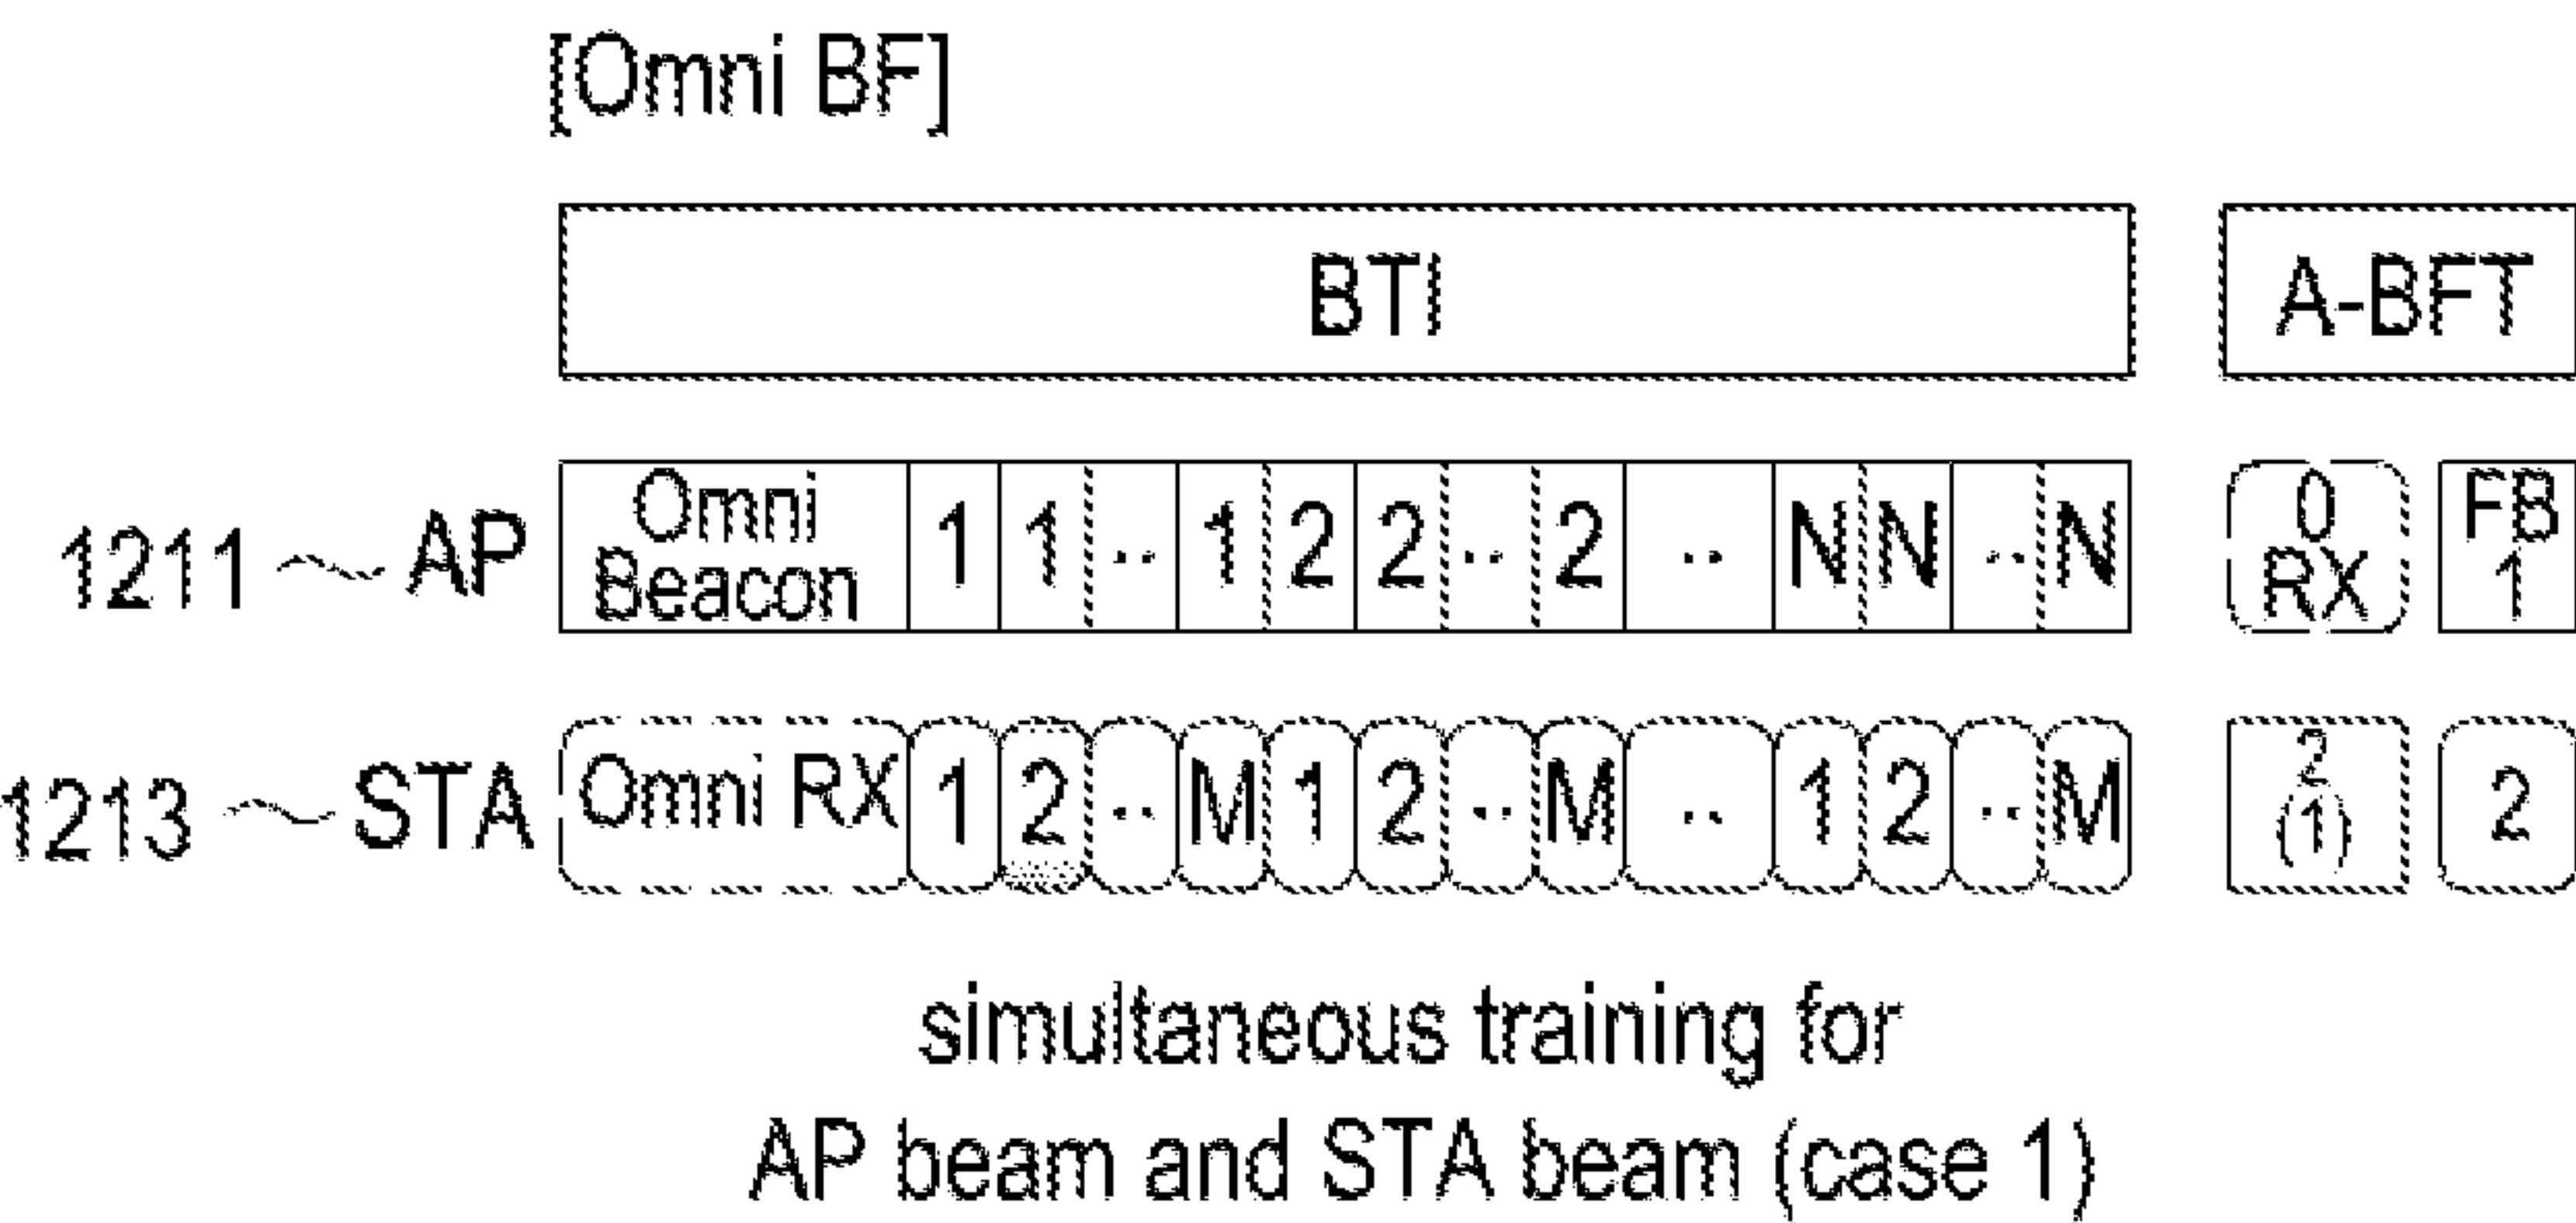 [Omni BF]
BTI A-BFT
1211 AP Omni Beacon 1 1 .. 1 2 2 .. 2 .. N N .. N 0 RX FB 1
1213 STA Omni RX 1 2 .. M 1 2 .. M .. 1 2 .. M 2 (1) 2
simultaneous training for
AP beam and STA beam (case 1)